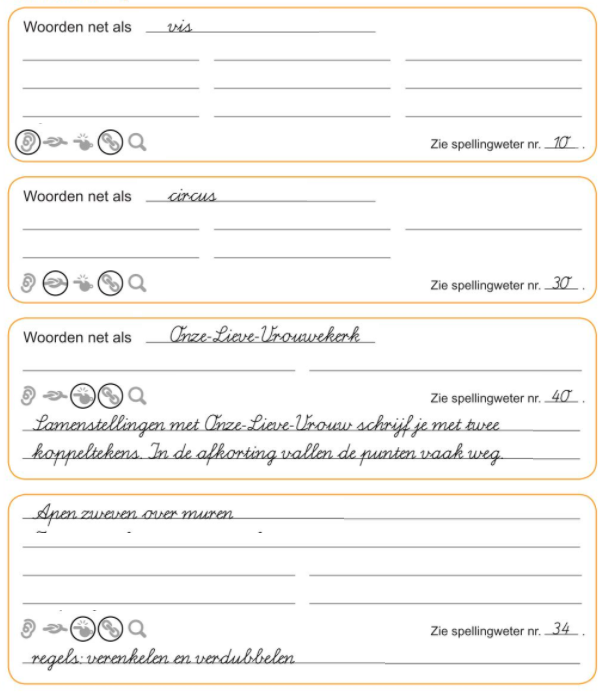 Woorden net als vis
Zie spellingweter nr. 10.
Woorden net als circus
Zie spellingweter nr. 30.
Woorden net als Onze-Lieve-Vrouwekerk
Zie spellingweter nr. 40.
Samenstellingen met Onze-Lieve-Vrouw schrijf je met twee
koppeltekens. In de afkorting vallen de punten vaak weg.
Apen zweven over muren
Zie spellingweter nr. 34.
regels: verenkelen en verdubbelen